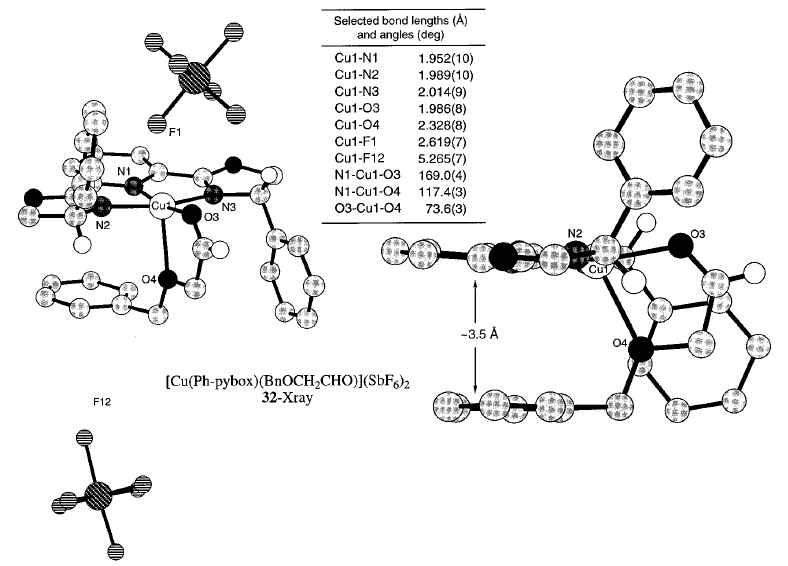 Selected bond lengths (Å)
and angles (deg)
Cu1-N1 1.952(10)
Cu1-N2 1.989(10)
Cu1-N3 2.014(9)
Cu1-O3 1.986(8)
Cu1-O4 2.328(8)
Cu1-F1 2.619(7)
Cu1-F12 5.265(7)
N1-Cu1-O3 169.0(4)
N1-Cu1-O4 117.4(3)
O3-Cu1-O4 73.6(3)
F1
N1
N2
Cu1
O3
N3
O4
N2
Cu1
O3
O4
~3.5 Å
[Cu(Ph-pybox)(BnOCH₂CHO)](SbF₆)₂
32-Xray
F12